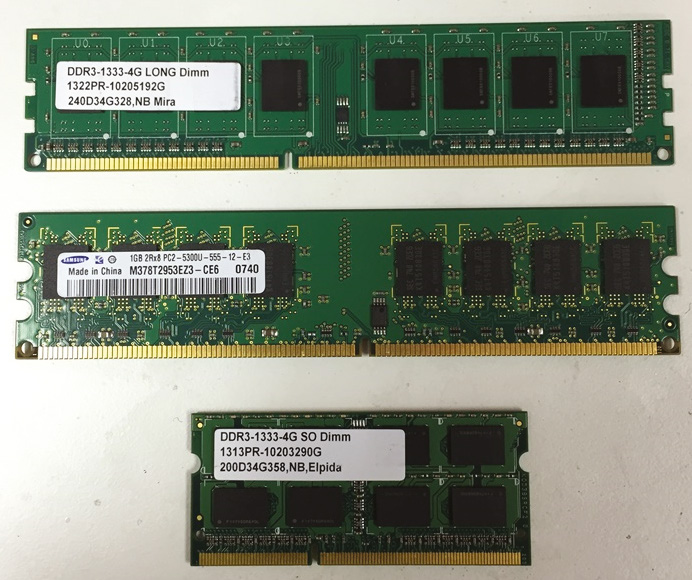 U0 U1 U2 U3 U4 U5 U6 U7
DDR3-1333-4G LONG Dimm
1322PR-10205192G
240D34G328,NB Mira
SAMSUNG
1GB 2Rx8 PC2-5300U-555-12-E3
Made in China M378T2953EZ3-CE6 0740
DDR3-1333-4G SO Dimm
1313PR-10203290G
200D34G358,NB,Elpida